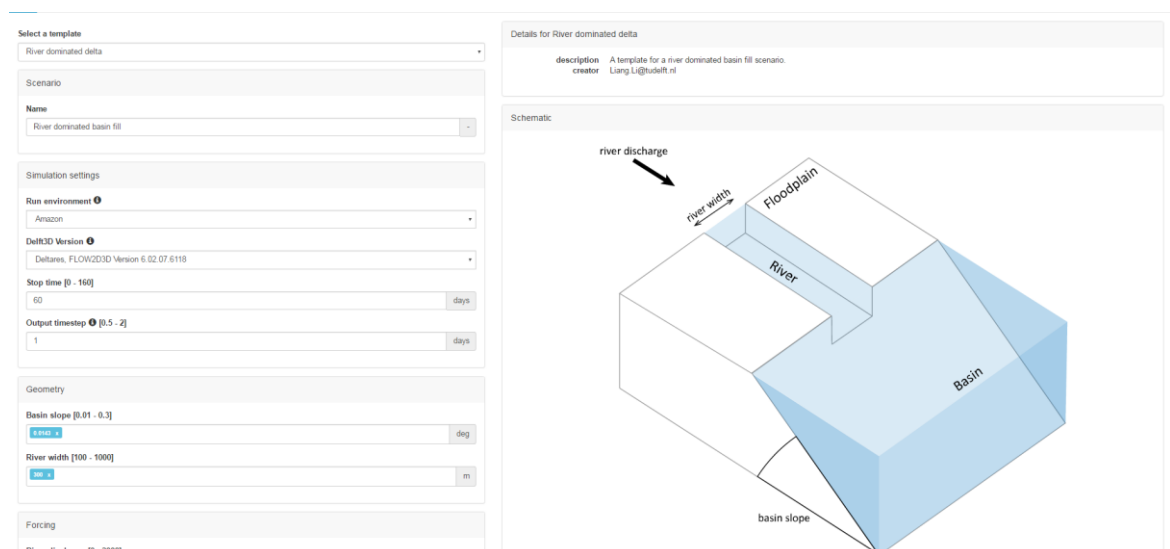 Select a template
River dominated delta
Scenario
Name
River dominated basin fill
-
Simulation settings
Run environment
Amazon
Delft3D Version
Deltares, FLOW2D3D Version 6.02.07.6118
Stop time [0 - 160]
60 days
Output timestep [0.5 - 2]
1 days
Geometry
Basin slope [0.01 - 0.3]
0.0143 x deg
River width [100 - 1000]
300 x m
Forcing
Details for River dominated delta
description A template for a river dominated basin fill scenario.
creator Liang.Li@tudelft.nl
Schematic
river discharge
river width
Floodplain
River
Basin
basin slope